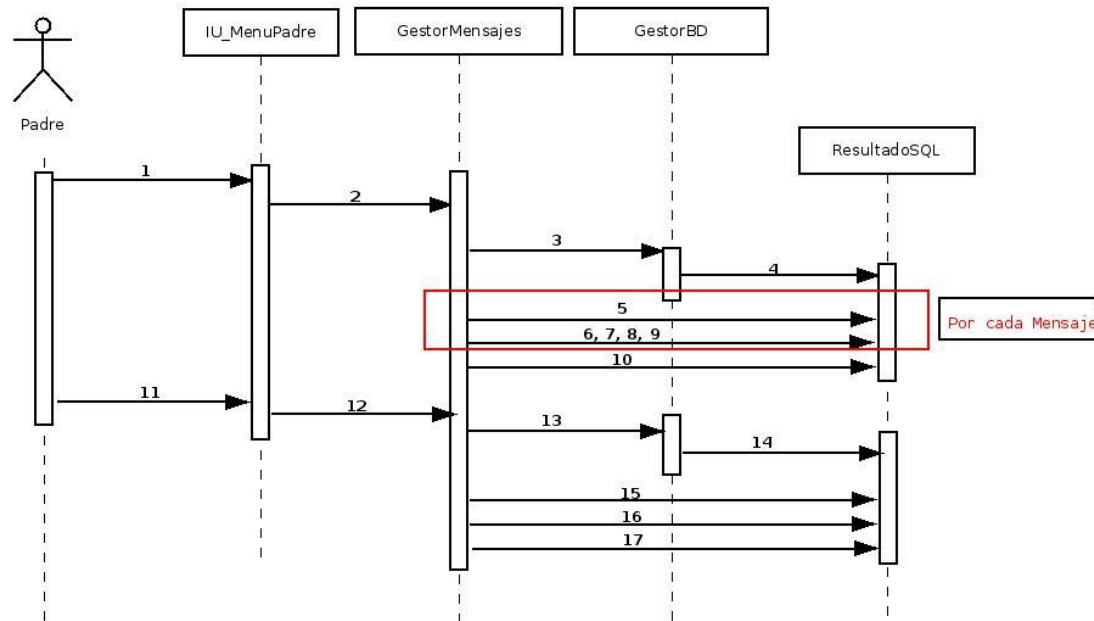 IU_MenuPadre
GestorMensajes
GestorBD
Padre
ResultadoSQL
1
2
3
4
5
Por cada Mensaje
6, 7, 8, 9
10
11
12
13
14
15
16
17